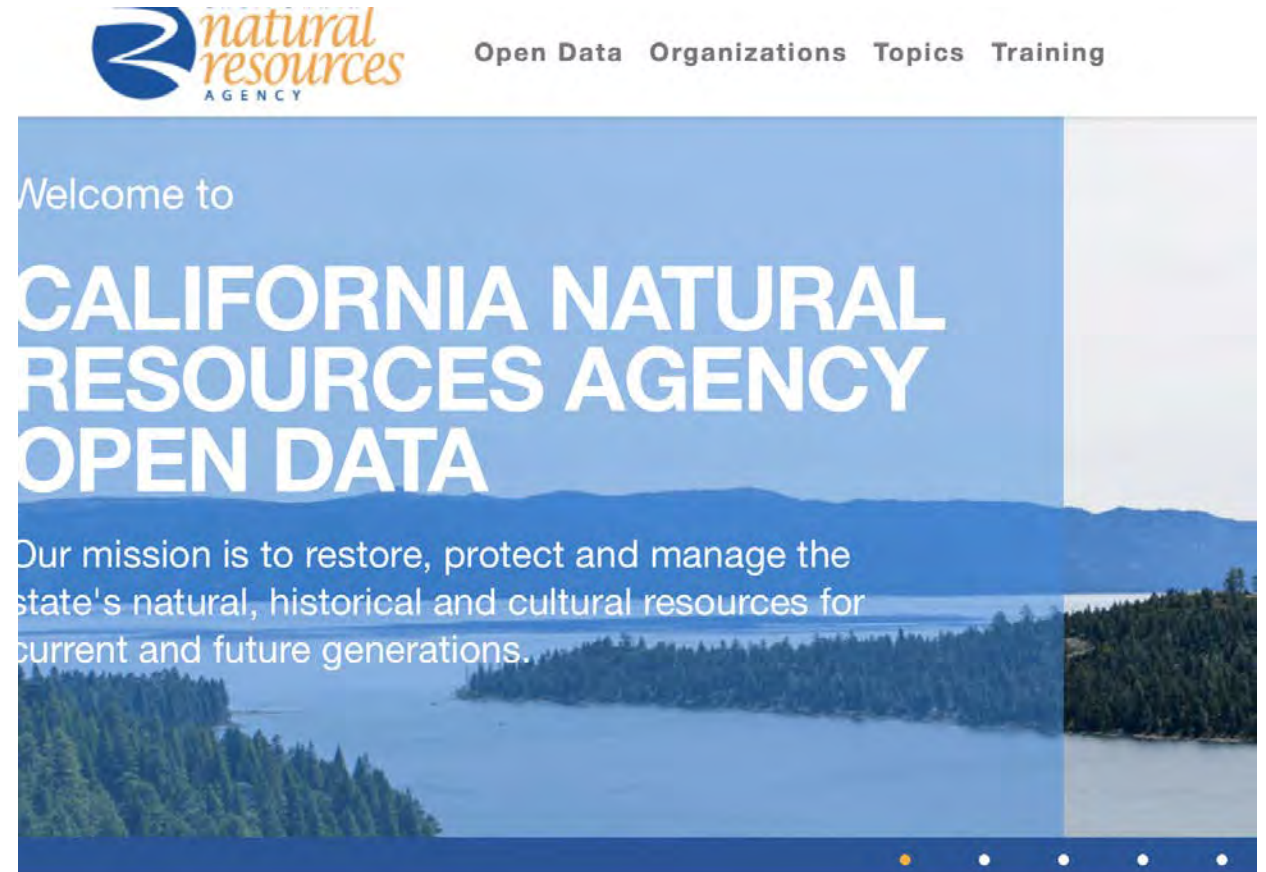 natural
resources
AGENCY
Open Data Organizations Topics Training
Welcome to
CALIFORNIA NATURAL
RESOURCES AGENCY
OPEN DATA
Our mission is to restore, protect and manage the
state's natural, historical and cultural resources for
current and future generations.